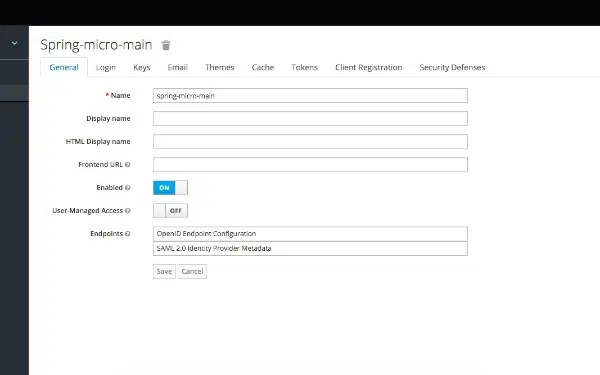 Spring-micro-main
General Login Keys Email Themes Cache Tokens Client Registration Security Defenses
* Name spring-micro-main
Display name
HTML Display name
Frontend URL
Enabled ON
User-Managed Access OFF
Endpoints OpenID Endpoint Configuration
SAML 2.0 Identity Provider Metadata
Save Cancel